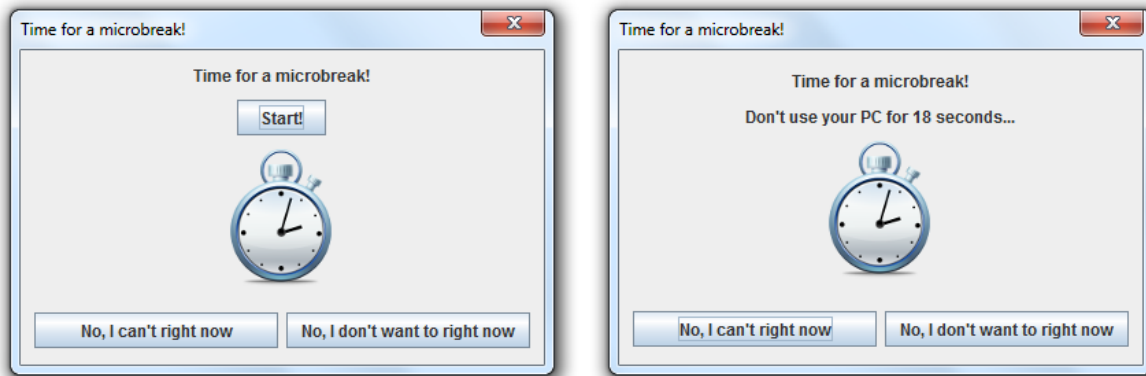 Time for a microbreak!
Time for a microbreak!
Start!
No, I can't right now
No, I don't want to right now
Time for a microbreak!
Time for a microbreak!
Don't use your PC for 18 seconds...
No, I can't right now
No, I don't want to right now